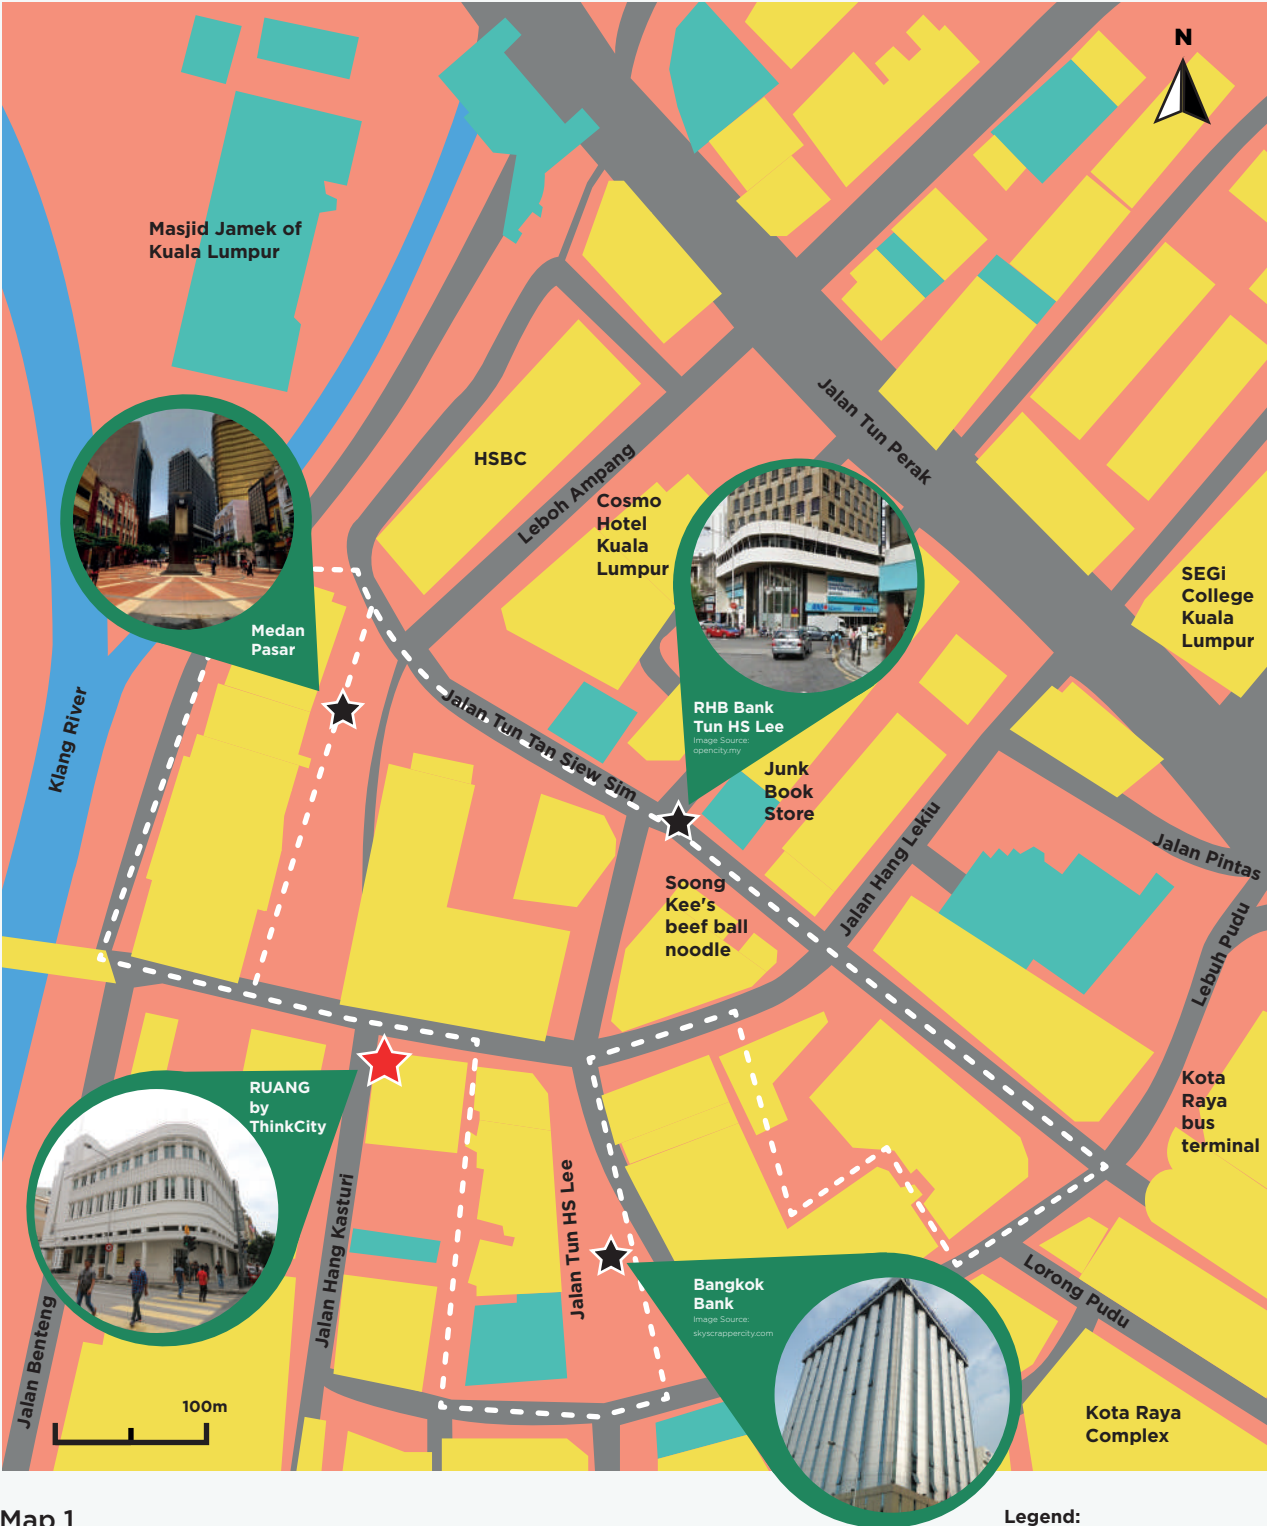 N
Masjid Jamek of
Kuala Lumpur
Jalan Tun Perak
HSBC
Leboh Ampang
Cosmo
Hotel
Kuala
Lumpur
SEGi
College
Kuala
Lumpur
Medan
Pasar
Klang River
Jalan Tun Tan Siew Sim
RHB Bank
Tun HS Lee
Image Source:
opencity.my
Junk
Book
Store
Jalan Hang Lekiu
Jalan Pintas
Soong
Kee's
beef ball
noodle
Lebuh Pudu
RUANG
by
ThinkCity
Kota
Raya
bus
terminal
Jalan Hang Kasturi
Jalan Tun HS Lee
Lorong Pudu
Bangkok
Bank
Image Source:
skyscrappercity.com
Jalan Benteng
100m
Kota Raya
Complex
Map 1
Legend: